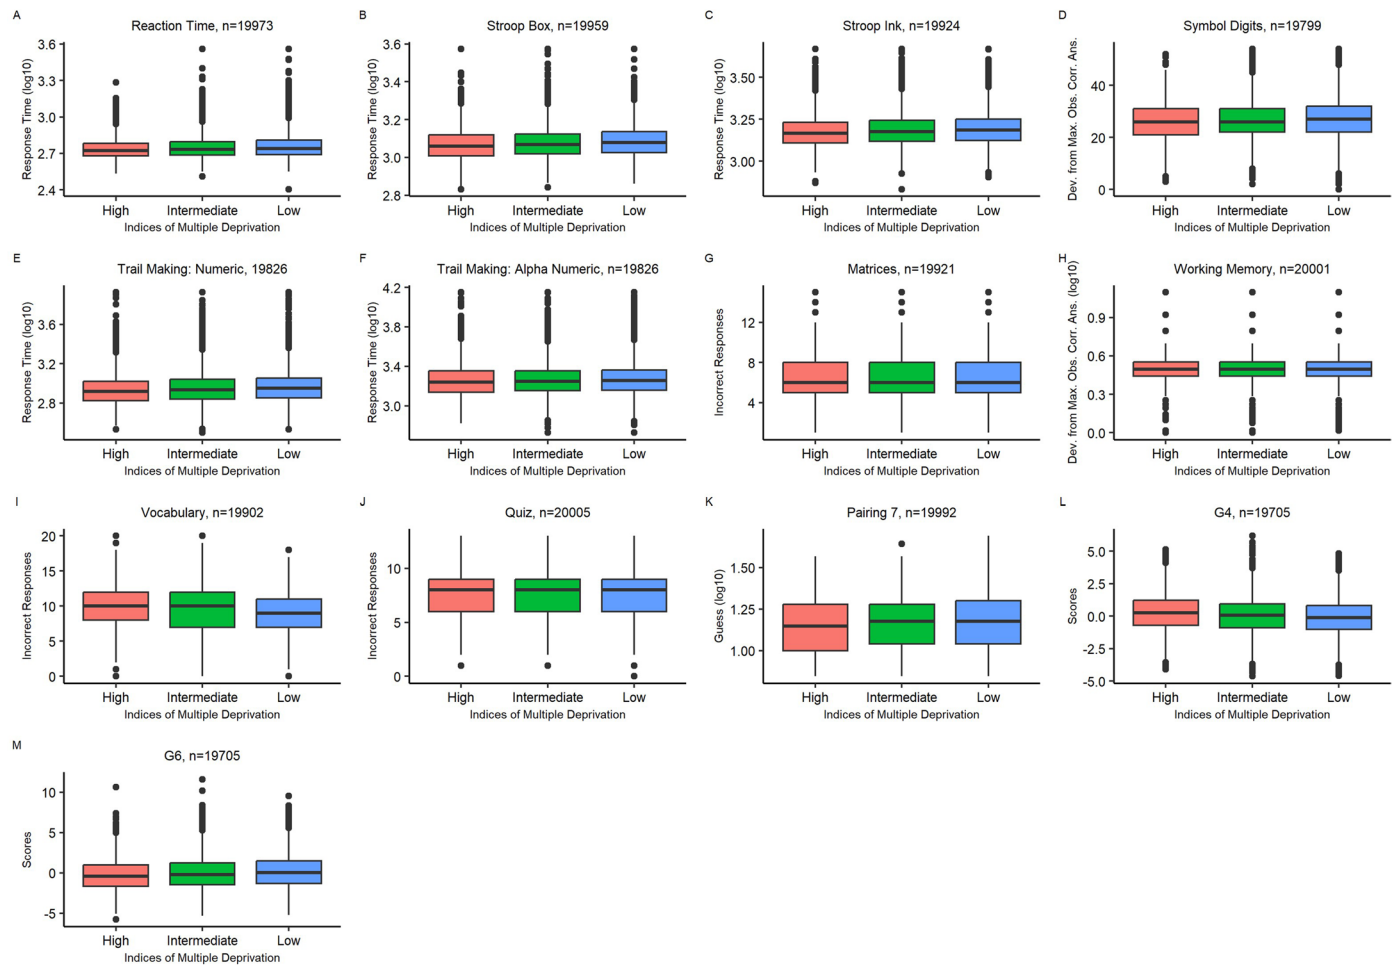 A
Reaction Time, n=19973
Response Time (log10)
3.6
3.3
3.0
2.7
2.4
High Intermediate Low
Indices of Multiple Deprivation
B
Stroop Box, n=19959
Response Time (log10)
3.6
3.4
3.2
3.0
2.8
High Intermediate Low
Indices of Multiple Deprivation
C
Stroop Ink, n=19924
Response Time (log10)
3.50
3.25
3.00
High Intermediate Low
Indices of Multiple Deprivation
D
Symbol Digits, n=19799
Dev. from Max. Obs. Corr. Ans.
40
20
0
High Intermediate Low
Indices of Multiple Deprivation
E
Trail Making: Numeric, 19826
Response Time (log10)
3.6
3.2
2.8
High Intermediate Low
Indices of Multiple Deprivation
F
Trail Making: Alpha Numeric, n=19826
Response Time (log10)
4.2
3.8
3.4
3.0
High Intermediate Low
Indices of Multiple Deprivation
G
Matrices, n=19921
Incorrect Responses
12
8
4
High Intermediate Low
Indices of Multiple Deprivation
H
Working Memory, n=20001
Dev. from Max. Obs. Corr. Ans. (log10)
0.9
0.6
0.3
0.0
High Intermediate Low
Indices of Multiple Deprivation
I
Vocabulary, n=19902
Incorrect Responses
20
15
10
5
0
High Intermediate Low
Indices of Multiple Deprivation
J
Quiz, n=20005
Incorrect Responses
10
5
0
High Intermediate Low
Indices of Multiple Deprivation
K
Pairing 7, n=19992
Guess (log10)
1.50
1.25
1.00
High Intermediate Low
Indices of Multiple Deprivation
L
G4, n=19705
Scores
5.0
2.5
0.0
-2.5
-5.0
High Intermediate Low
Indices of Multiple Deprivation
M
G6, n=19705
Scores
10
5
0
-5
High Intermediate Low
Indices of Multiple Deprivation